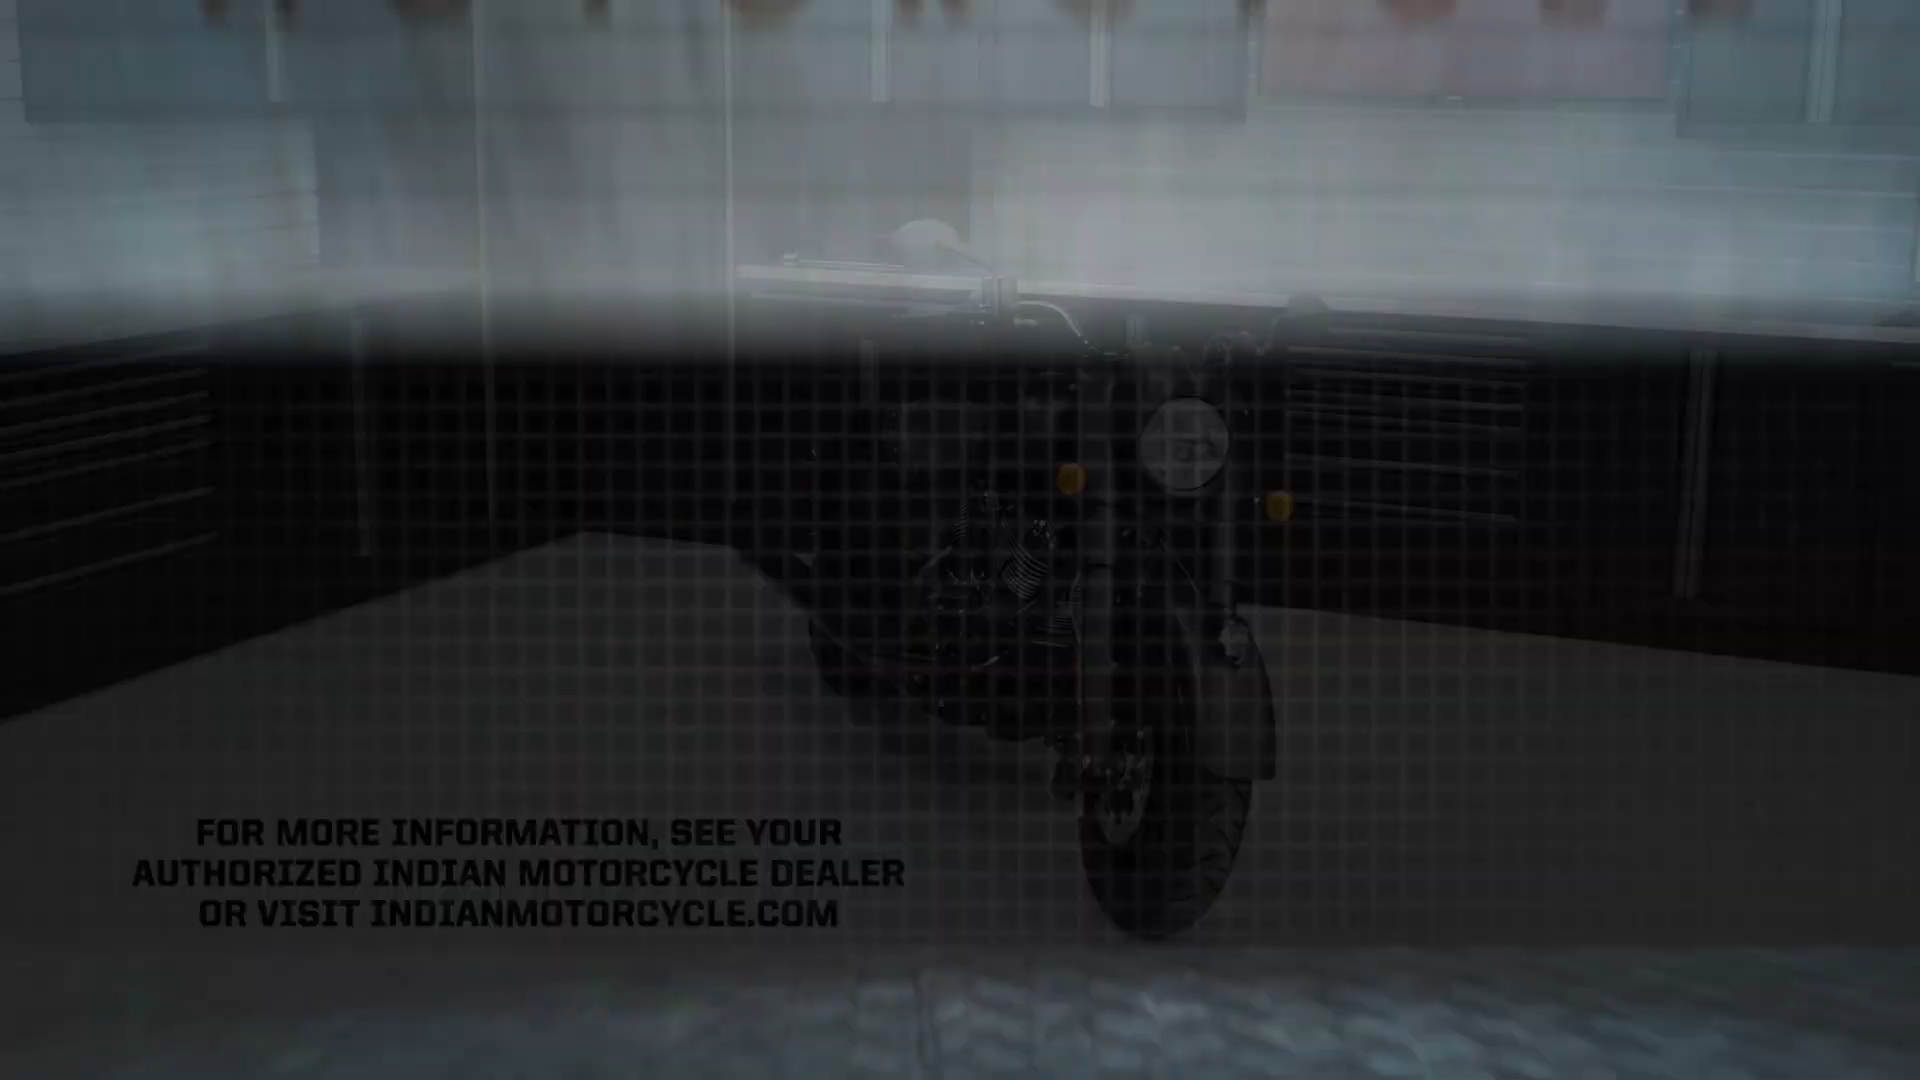 FOR MORE INFORMATION, SEE YOUR
AUTHORIZED INDIAN MOTORCYCLE DEALER
OR VISIT INDIANMOTORCYCLE.COM